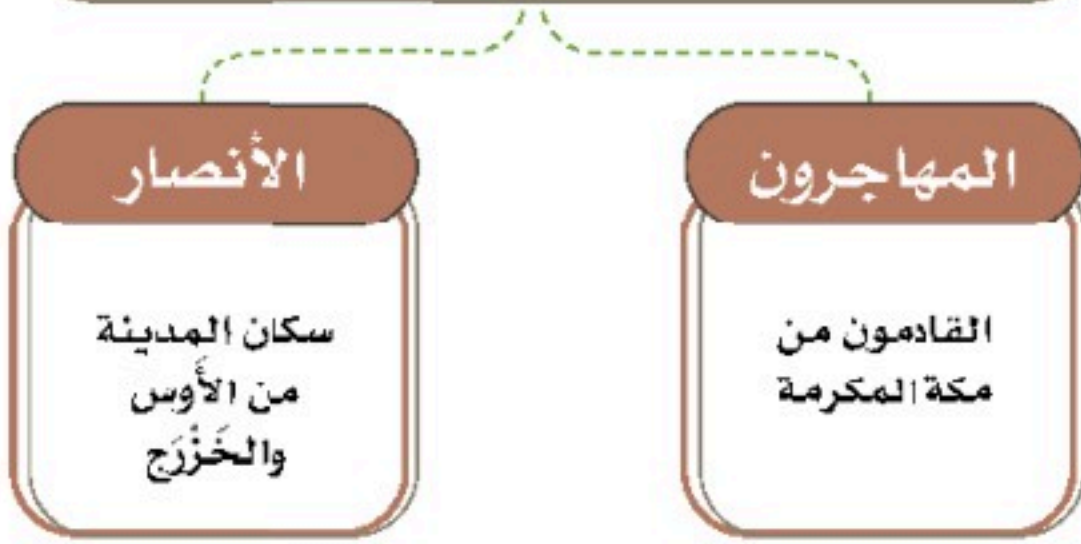 المهاجرون
القادمون من
مكة المكرمة
الأنصار
سكان المدينة
من الأَوس
والخَزْرَج